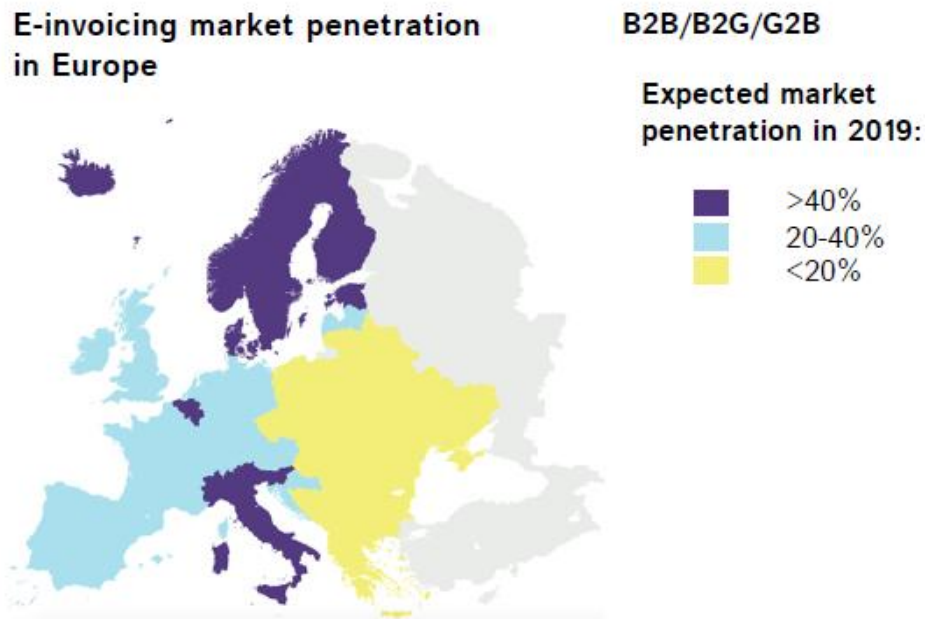 E-invoicing market penetration
in Europe
B2B/B2G/G2B
Expected market
penetration in 2019:
>40%
20-40%
<20%